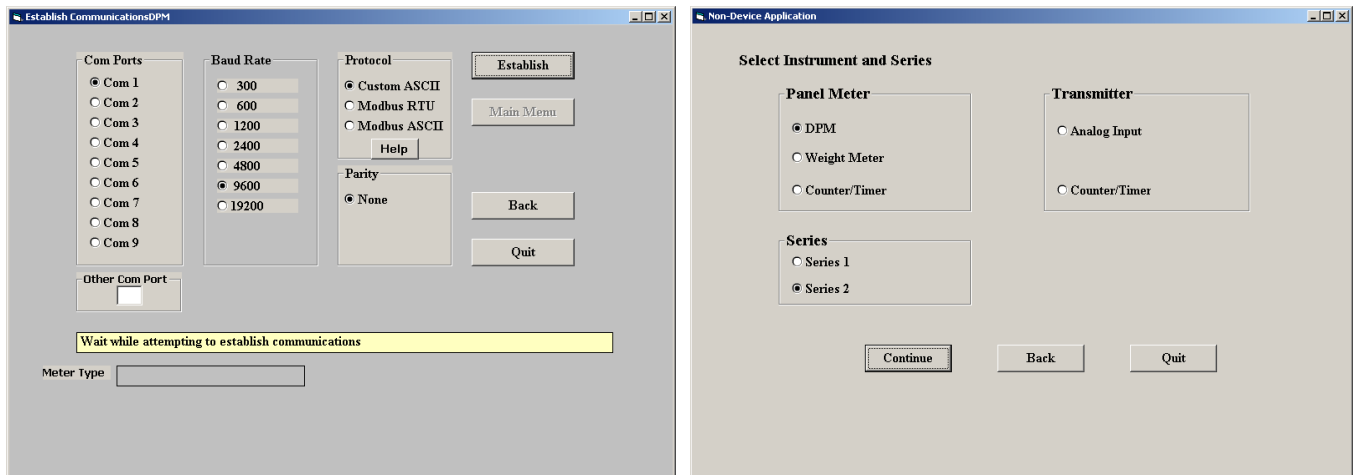 Establish CommunicationsDPM
Com Ports
Com 1
Com 2
Com 3
Com 4
Com 5
Com 6
Com 7
Com 8
Com 9
Other Com Port
Baud Rate
300
600
1200
2400
4800
9600
19200
Protocol
Custom ASCII
Modbus RTU
Modbus ASCII
Help
Parity
None
Establish
Main Menu
Back
Quit
Wait while attempting to establish communications
Meter Type
Non-Device Application
Select Instrument and Series
Panel Meter
DPM
Weight Meter
Counter/Timer
Transmitter
Analog Input
Counter/Timer
Series
Series 1
Series 2
Continue
Back
Quit